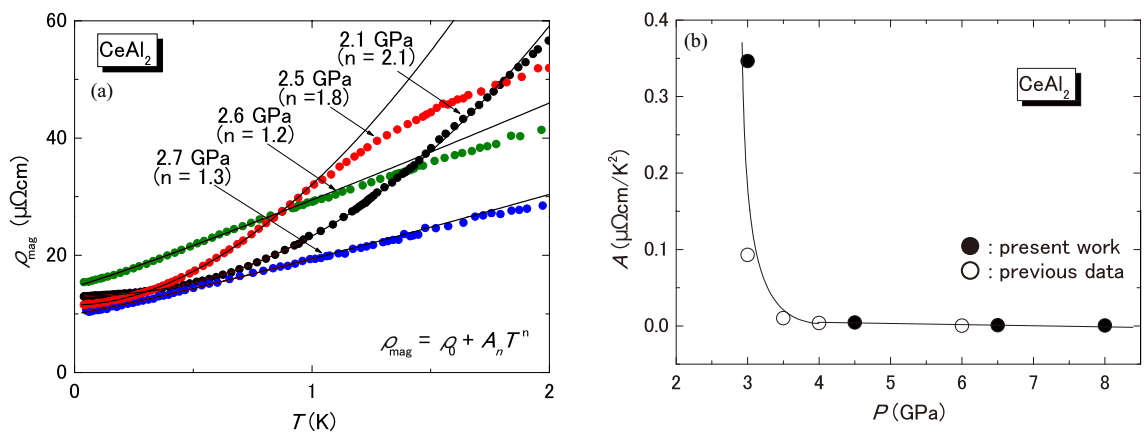 60
CeAl₂
(a)
2.1 GPa
(n = 2.1)
2.5 GPa
(n =1.8)
2.6 GPa
(n =1.2)
2.7 GPa
(n =1.3)
40
20
0
ρmag (μΩcm)
ρmag = ρ0 + AnTⁿ
0
1
2
T (K)
(b)
CeAl₂
0.4
0.3
0.2
0.1
0.0
A (μΩcm/K²)
● : present work
○ : previous data
2
3
4
5
6
7
8
P (GPa)